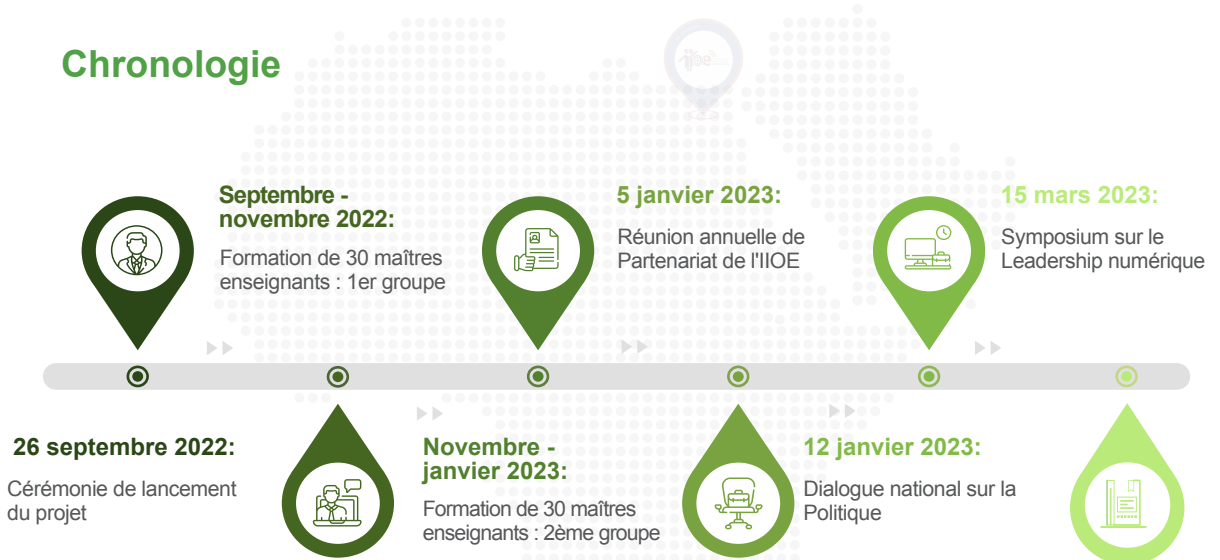 Chronologie
26 septembre 2022:
Cérémonie de lancement
du projet
Septembre -
novembre 2022:
Formation de 30 maîtres
enseignants : 1er groupe
Novembre -
janvier 2023:
Formation de 30 maîtres
enseignants : 2ème groupe
5 janvier 2023:
Réunion annuelle de
Partenariat de l'IIOE
12 janvier 2023:
Dialogue national sur la
Politique
15 mars 2023:
Symposium sur le
Leadership numérique